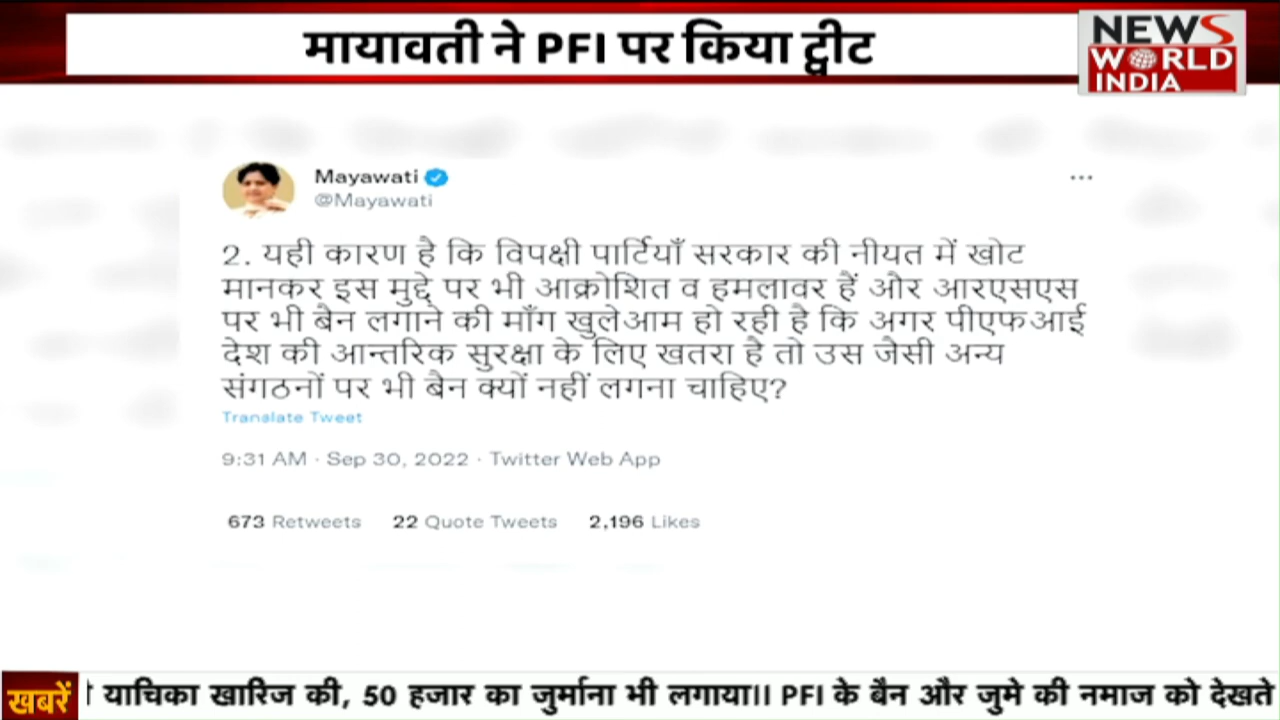 मायावती ने PFI पर किया ट्वीट
NEWS
WORLD
INDIA
Mayawati
@Mayawati
2. यही कारण है कि विपक्षी पार्टियाँ सरकार की नीयत में खोट
मानकर इस मुद्दे पर भी आक्रोशित व हमलावर हैं और आरएसएस
पर भी बैन लगाने की माँग खुलेआम हो रही है कि अगर पीएफआई
देश की आन्तरिक सुरक्षा के लिए खतरा है तो उस जैसी अन्य
संगठनों पर भी बैन क्यों नहीं लगना चाहिए?
Translate Tweet
9:31 AM · Sep 30, 2022 · Twitter Web App
673 Retweets 22 Quote Tweets 2,196 Likes
खबरें याचिका खारिज की, 50 हजार का जुर्माना भी लगाया।। PFI के बैन और जुमे की नमाज को देखते